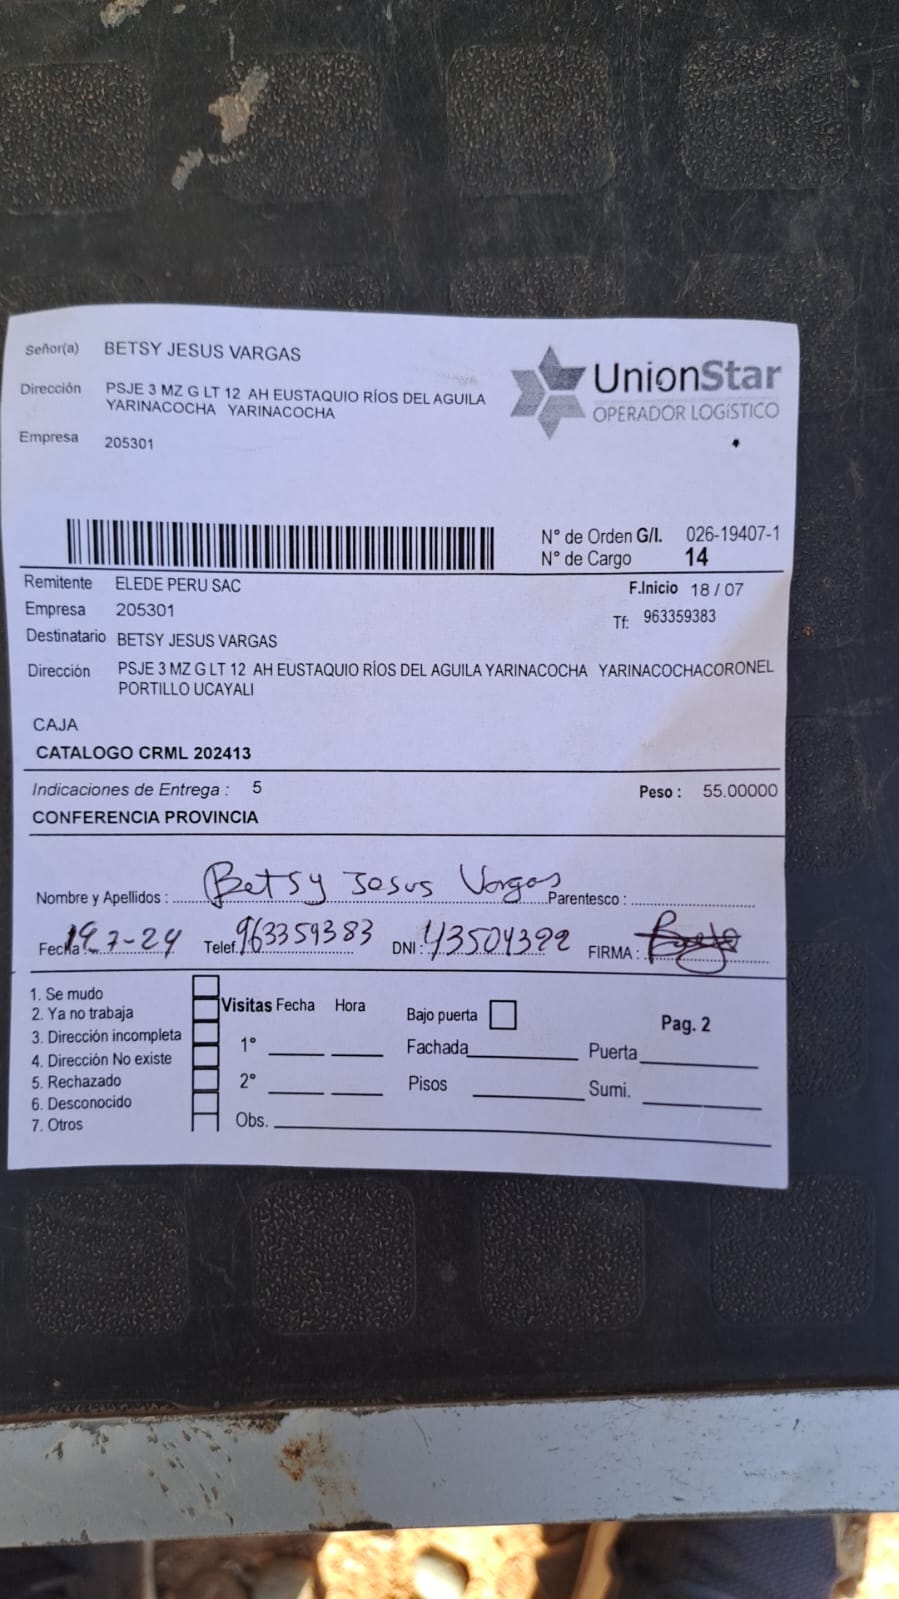 Señor(a) BETSY JESUS VARGAS
Dirección PSJE 3 MZ G LT 12 AH EUSTAQUIO RÍOS DEL AGUILA
YARINACOCHA YARINACOCHA
Empresa 205301
UnionStar
OPERADOR LOGÍSTICO
N° de Orden G/I. 026-19407-1
N° de Cargo 14
Remitente ELEDE PERU SAC
F.Inicio 18 / 07
Empresa 205301
Tf: 963359383
Destinatario BETSY JESUS VARGAS
Dirección PSJE 3 MZ G LT 12 AH EUSTAQUIO RÍOS DEL AGUILA YARINACOCHA YARINACOCHACORONEL
PORTILLO UCAYALI
CAJA
CATALOGO CRML 202413
Indicaciones de Entrega : 5 Peso : 55.00000
CONFERENCIA PROVINCIA
Nombre y Apellidos : Betsy Jesus Vargas Parentesco :
Fecha 19-7-24 Telef. 963359383 DNI : 43504392 FIRMA :
1. Se mudo
2. Ya no trabaja
3. Dirección incompleta
4. Dirección No existe
5. Rechazado
6. Desconocido
7. Otros
Visitas Fecha Hora
1°
2°
Obs.
Bajo puerta
Pag. 2
Fachada Puerta
Pisos Sumi.